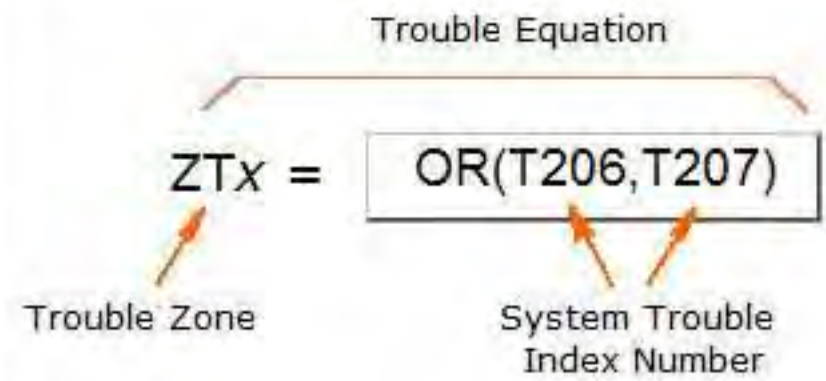 Trouble Equation
ZTx = OR(T206,T207)
Trouble Zone
System Trouble
Index Number